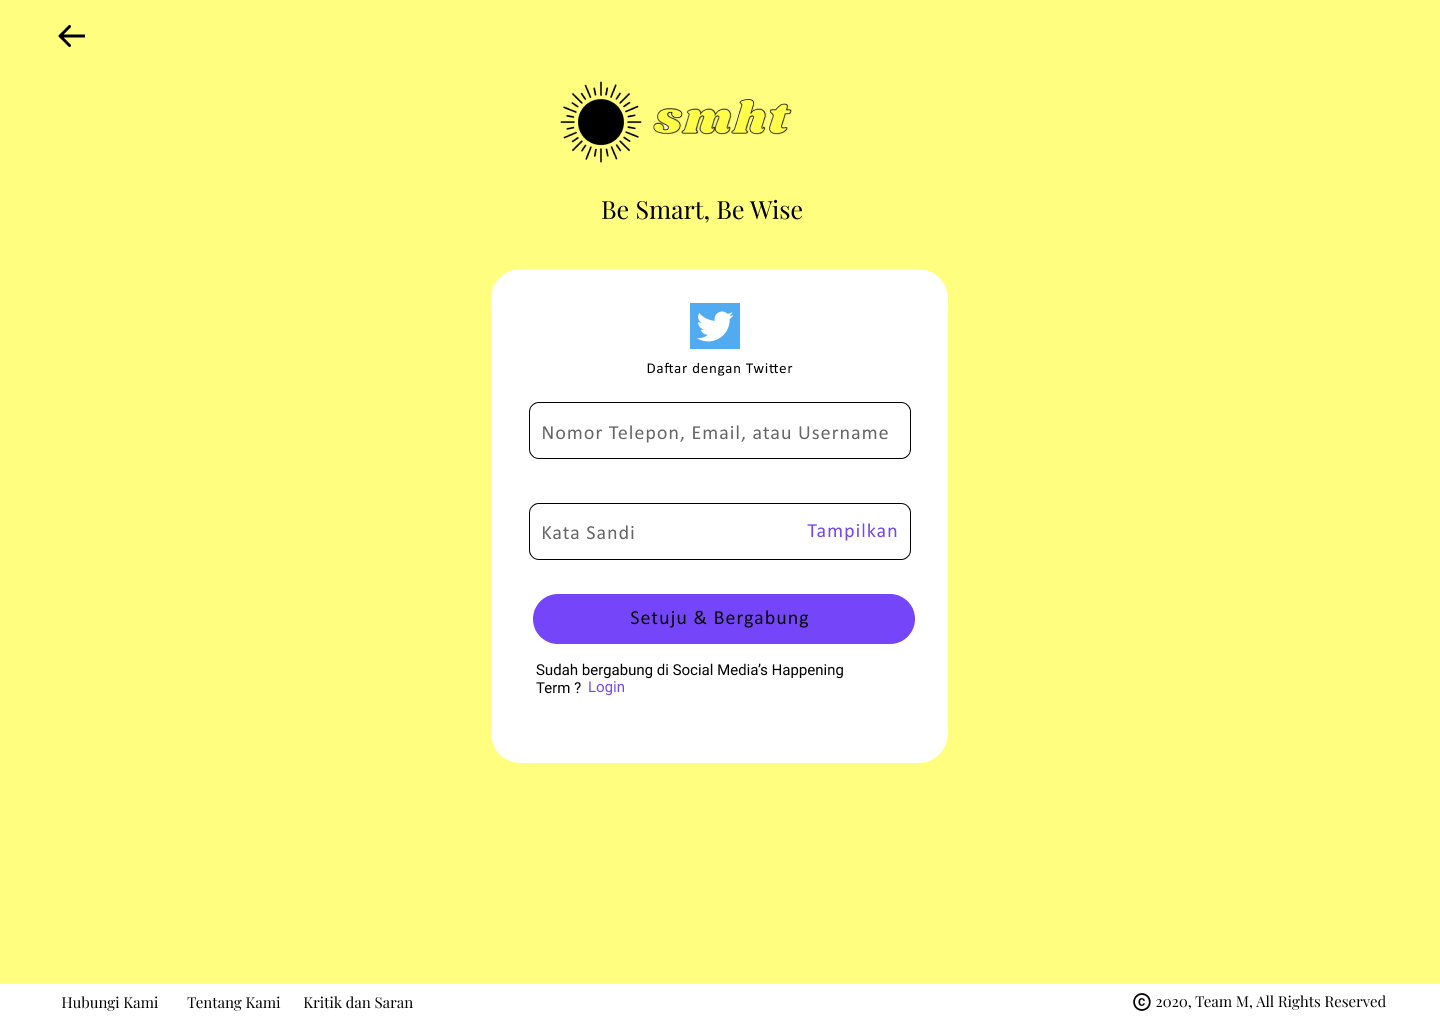 smht
Be Smart, Be Wise
Daftar dengan Twitter
Nomor Telepon, Email, atau Username
Kata Sandi
Tampilkan
Setuju & Bergabung
Sudah bergabung di Social Media’s Happening
Term ? Login
Hubungi Kami
Tentang Kami
Kritik dan Saran
© 2020, Team M, All Rights Reserved